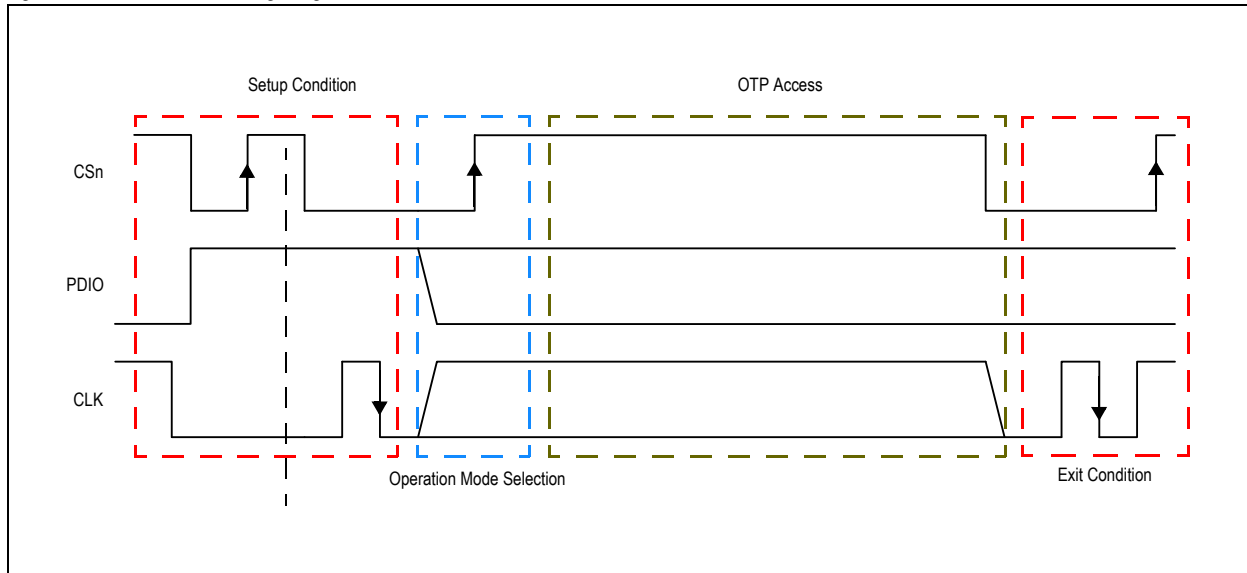 Setup Condition
OTP Access
CSn
PDIO
CLK
Operation Mode Selection
Exit Condition